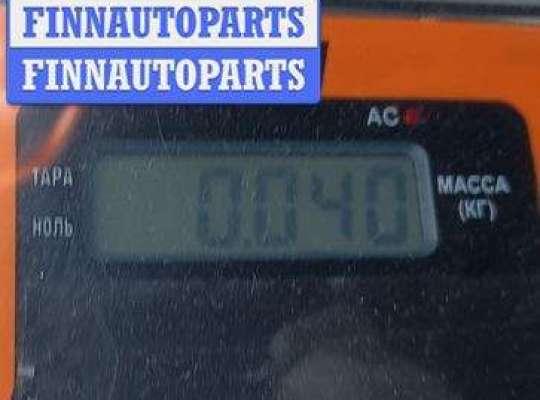 FINNAUTOPARTS
FINNAUTOPARTS
AC
ТАРА
НОЛЬ
0.040
МАССА
(КГ)